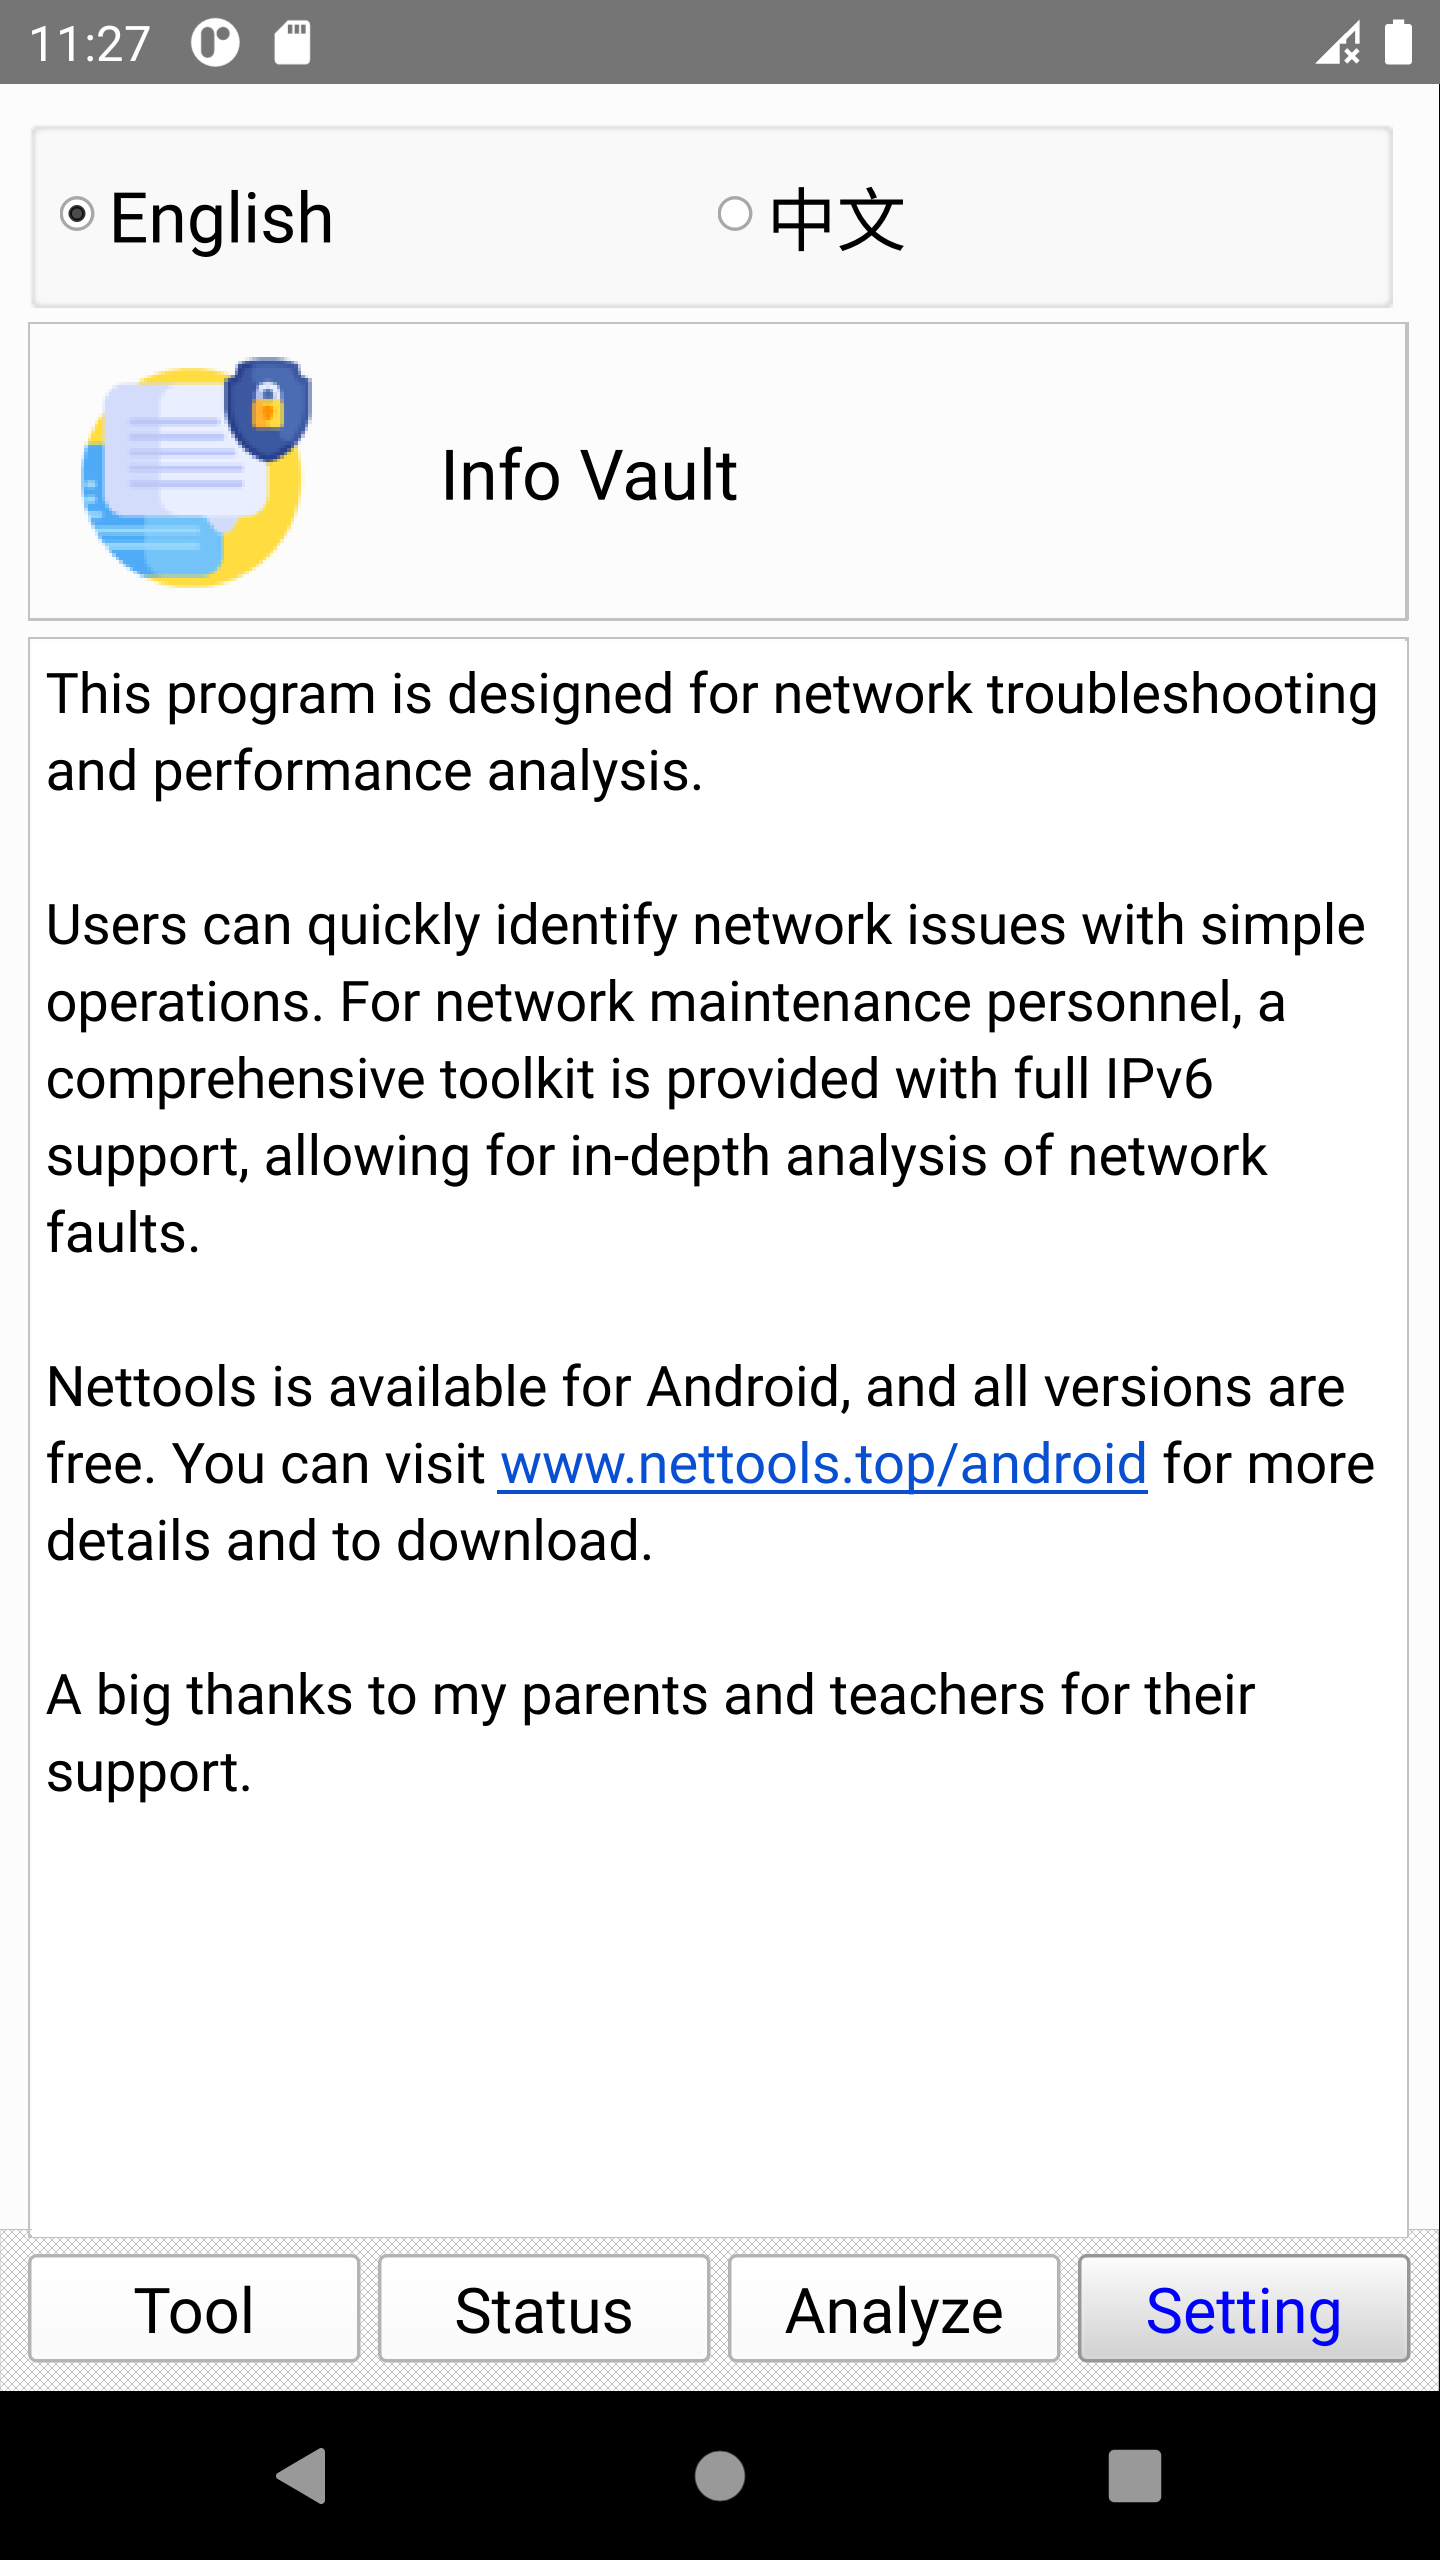 11:27
English
中文
Info Vault
This program is designed for network troubleshooting
and performance analysis.
Users can quickly identify network issues with simple
operations. For network maintenance personnel, a
comprehensive toolkit is provided with full IPv6
support, allowing for in-depth analysis of network
faults.
Nettools is available for Android, and all versions are
free. You can visit www.nettools.top/android for more
details and to download.
A big thanks to my parents and teachers for their
support.
Tool
Status
Analyze
Setting